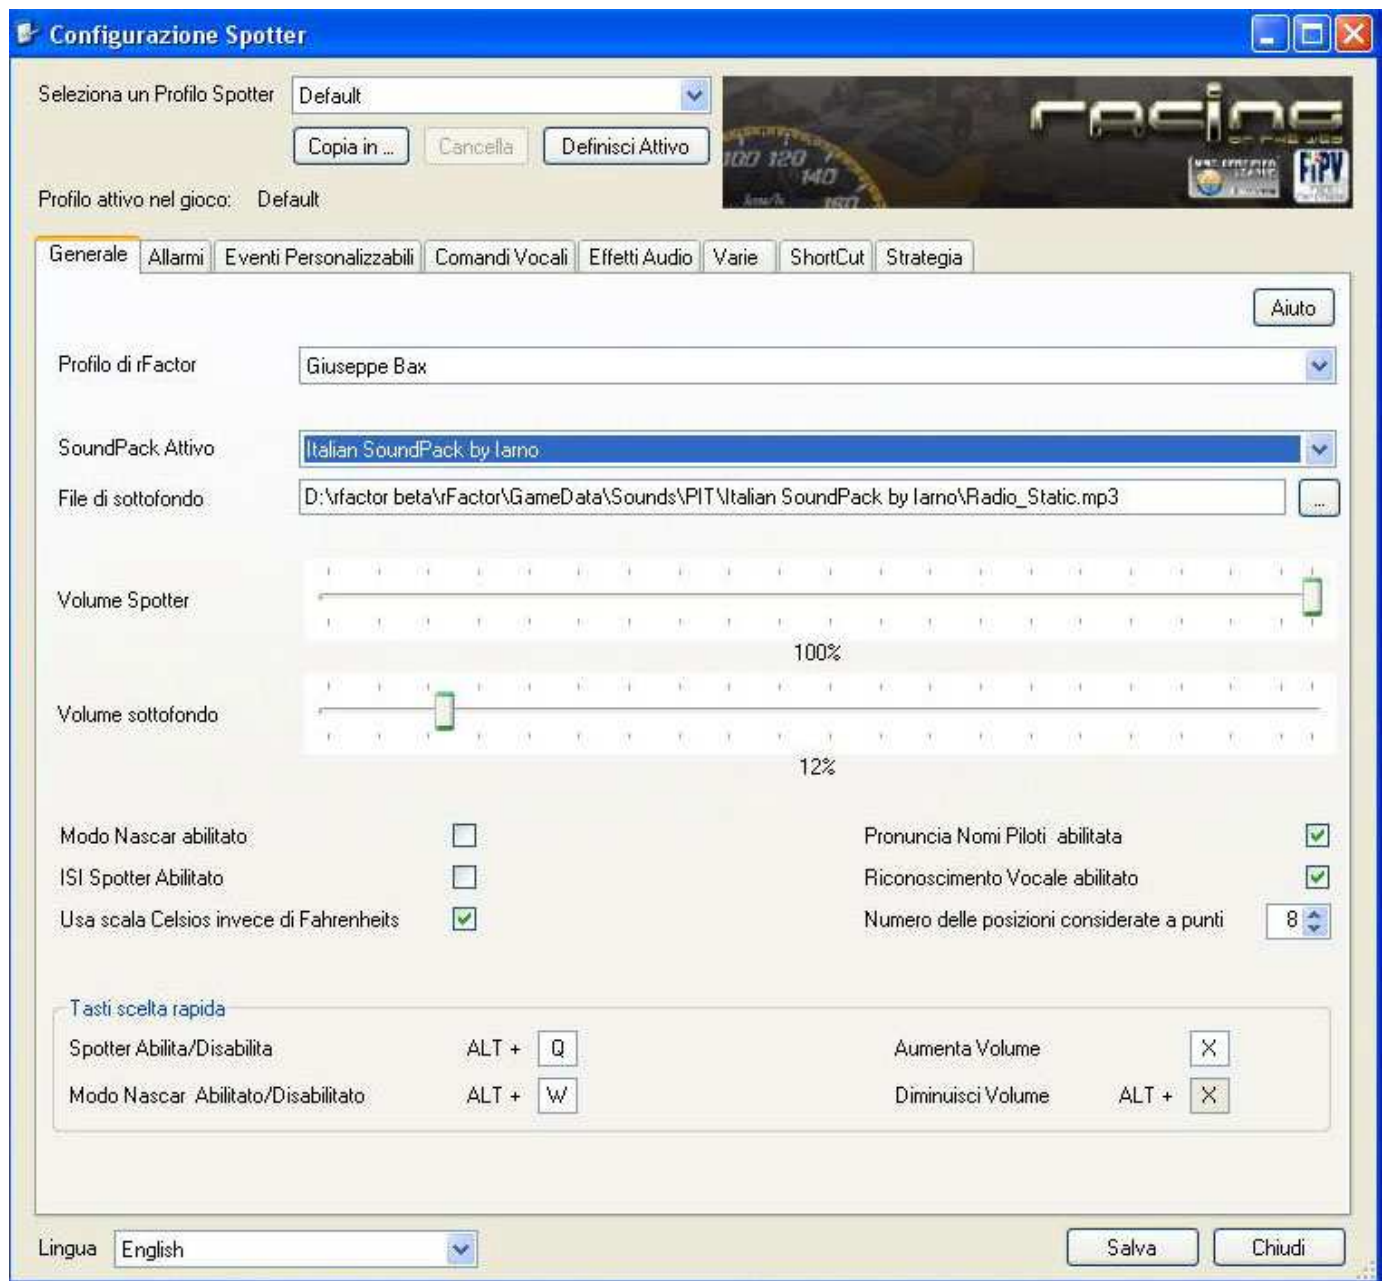 Configurazione Spotter
Seleziona un Profilo Spotter Default
Copia in ... Cancella Definisci Attivo
racing
100 120
140
160
km/h
FiPV
Profilo attivo nel gioco: Default
Generale Allarmi Eventi Personalizzabili Comandi Vocali Effetti Audio Varie ShortCut Strategia
Aiuto
Profilo di rFactor Giuseppe Bax
SoundPack Attivo Italian SoundPack by Iarno
File di sottofondo D:\rfactor beta\rFactor\GameData\Sounds\PIT\Italian SoundPack by Iarno\Radio_Static.mp3 ...
Volume Spotter
100%
Volume sottofondo
12%
Modo Nascar abilitato Pronuncia Nomi Piloti abilitata
ISI Spotter Abilitato Riconoscimento Vocale abilitato
Usa scala Celsios invece di Fahrenheits Numero delle posizioni considerate a punti 8
Tasti scelta rapida
Spotter Abilita/Disabilita ALT + Q Aumenta Volume X
Modo Nascar Abilitato/Disabilitato ALT + W Diminuisci Volume ALT + X
Lingua English Salva Chiudi